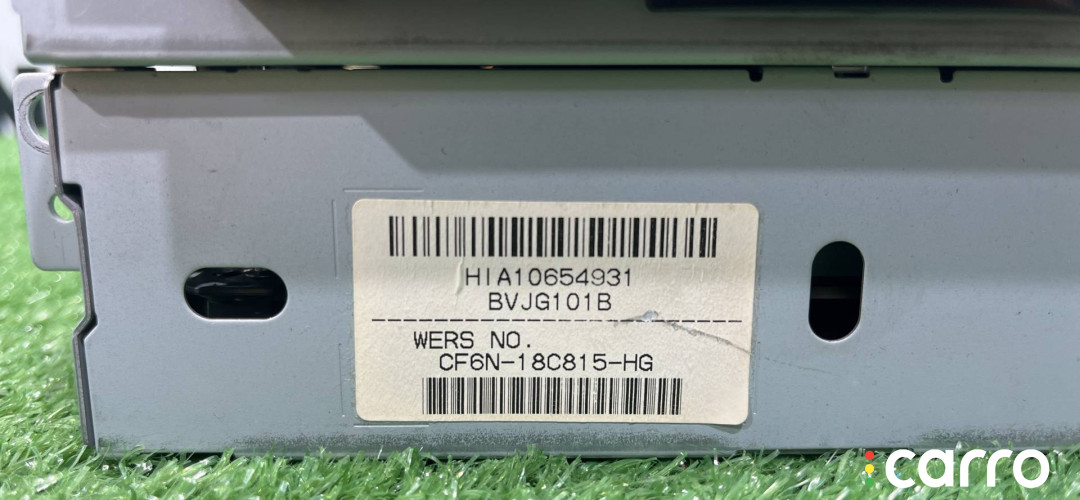 HIA10654931
BVJG101B
WERS NO.
CF6N-18C815-HG
carro